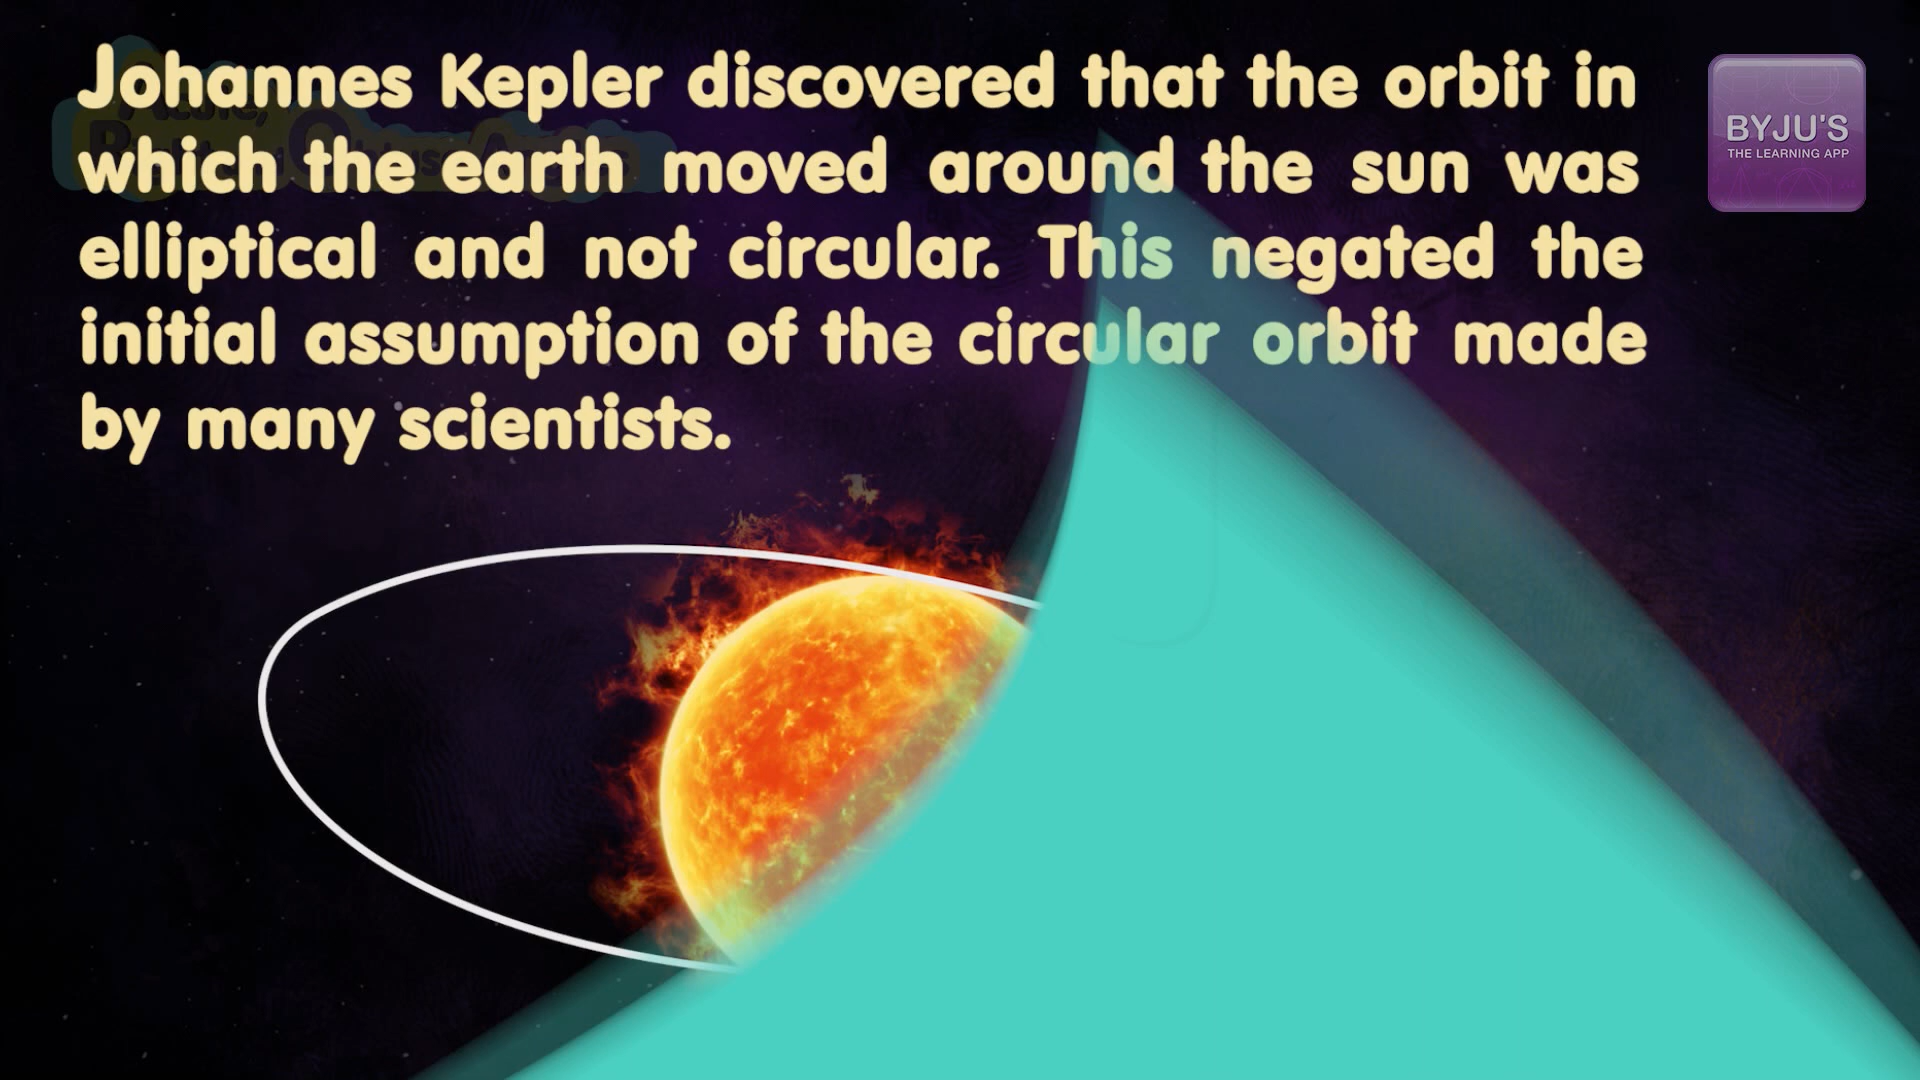 Johannes Kepler discovered that the orbit in
which the earth moved around the sun was
elliptical and not circular. This negated the
initial assumption of the circular orbit made
by many scientists.
BYJU'S
THE LEARNING APP